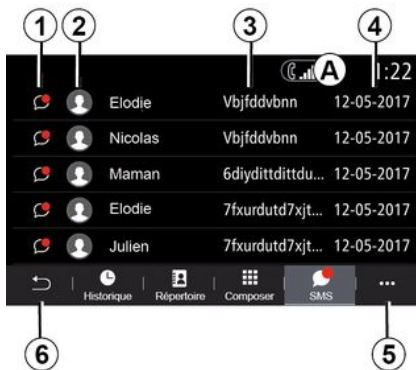 1 2 3 4
A 1:22
Elodie Vbjfddvbnn 12-05-2017
Nicolas Vbjfddvbnn 12-05-2017
Maman 6diydittdittdu... 12-05-2017
Elodie 7fxurdutd7xjt... 12-05-2017
Julien 7fxurdutd7xjt... 12-05-2017
Historique Répertoire Composer SMS ...
6 5